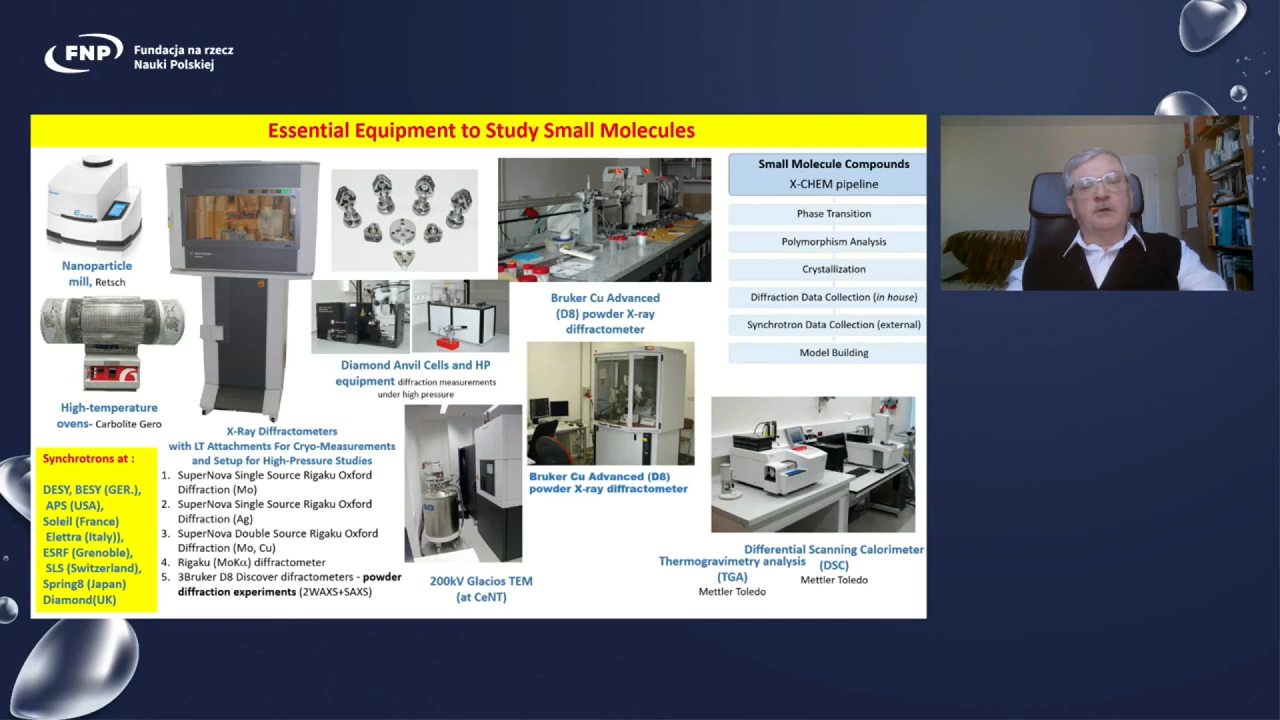 FNP
Fundacja na rzecz
Nauki Polskiej
Essential Equipment to Study Small Molecules
Nanoparticle
mill, Retsch
High-temperature
ovens- Carbolite Gero
Synchrotrons at :
DESY, BESY (GER.),
APS (USA),
Soleil (France)
Elettra (Italy)),
ESRF (Grenoble),
SLS (Switzerland),
Spring8 (Japan)
Diamond(UK)
X-Ray Diffractometers
with LT Attachments For Cryo-Measurements
and Setup for High-Pressure Studies
1. SuperNova Single Source Rigaku Oxford
Diffraction (Mo)
2. SuperNova Single Source Rigaku Oxford
Diffraction (Ag)
3. SuperNova Double Source Rigaku Oxford
Diffraction (Mo, Cu)
4. Rigaku (MoKα) diffractometer
5. 3Bruker D8 Discover difractometers - powder
diffraction experiments (2WAXS+SAXS)
Diamond Anvil Cells and HP
equipment diffraction measurements
under high pressure
200kV Glacios TEM
(at CeNT)
Bruker Cu Advanced
(D8) powder X-ray
diffractometer
Bruker Cu Advanced (D8)
powder X-ray diffractometer
Small Molecule Compounds
X-CHEM pipeline
Phase Transition
Polymorphism Analysis
Crystallization
Diffraction Data Collection (in house)
Synchrotron Data Collection (external)
Model Building
Thermogravimetry analysis
(TGA)
Mettler Toledo
Differential Scanning Calorimeter
(DSC)
Mettler Toledo